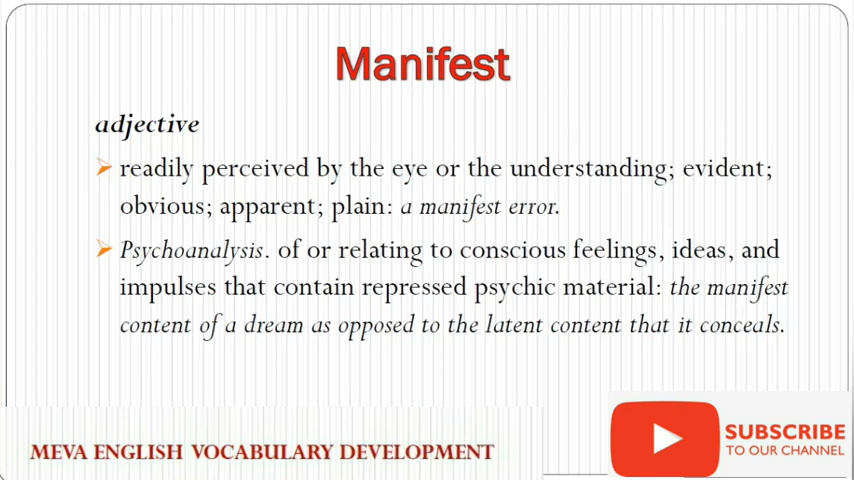 Manifest
adjective
readily perceived by the eye or the understanding; evident;
obvious; apparent; plain: a manifest error.
Psychoanalysis. of or relating to conscious feelings, ideas, and
impulses that contain repressed psychic material: the manifest
content of a dream as opposed to the latent content that it conceals.
MEVA ENGLISH VOCABULARY DEVELOPMENT
SUBSCRIBE
TO OUR CHANNEL